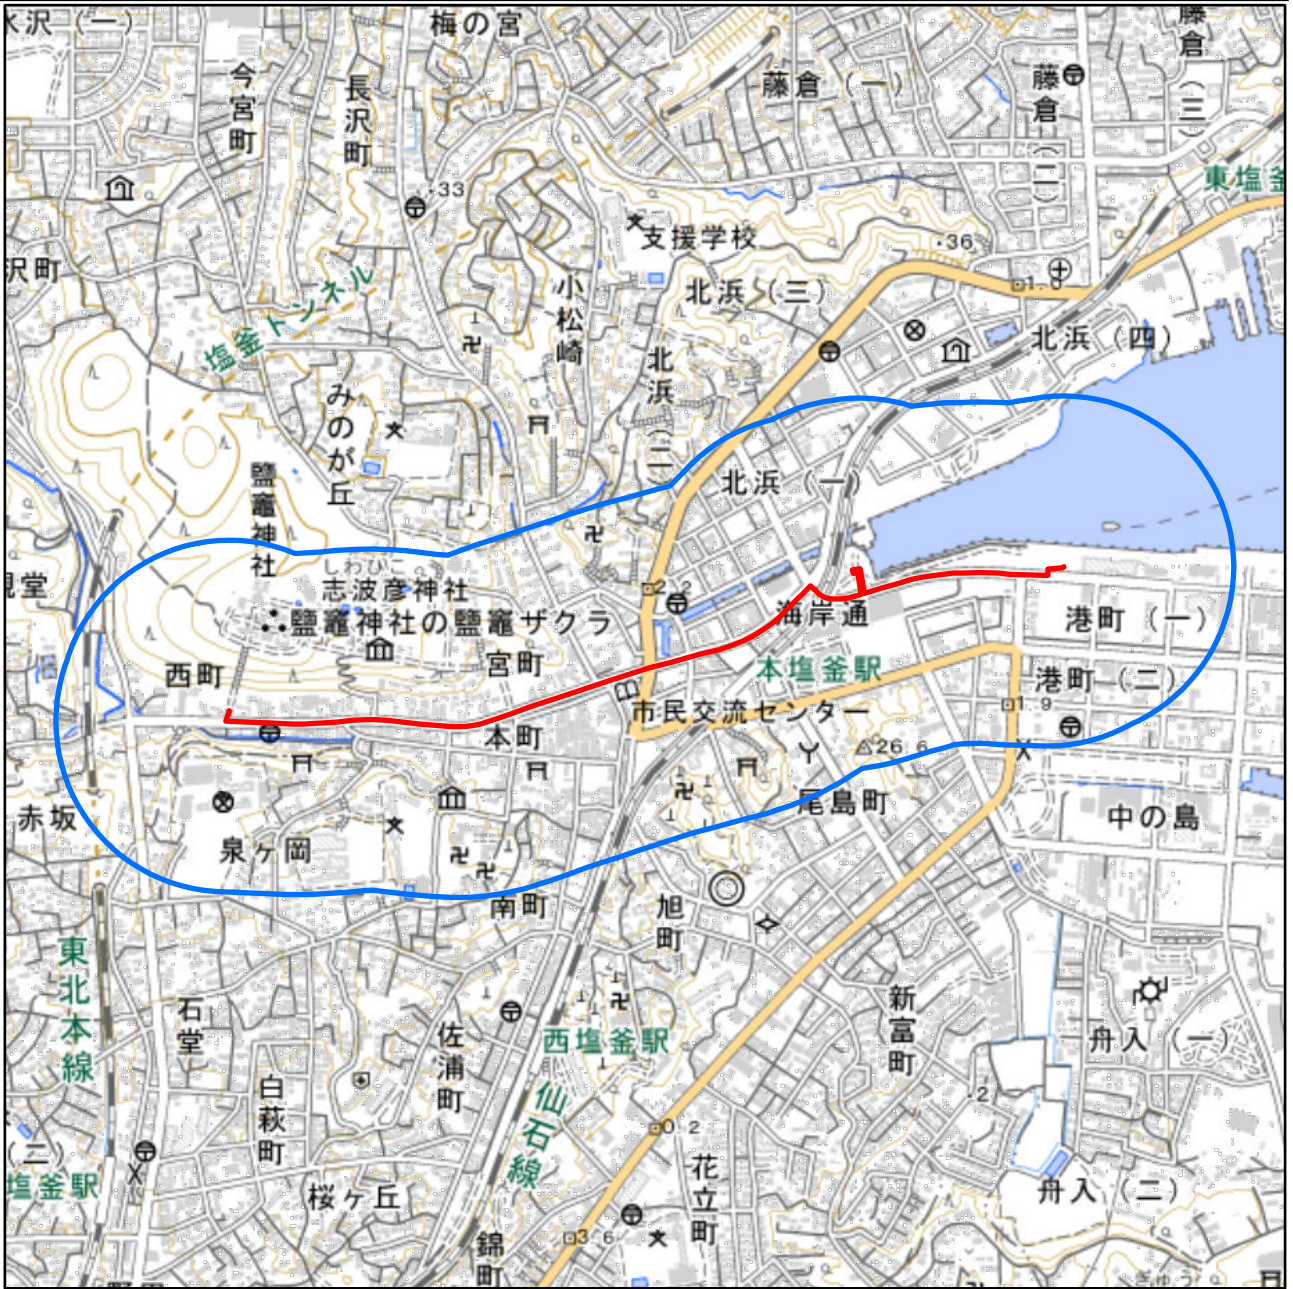 梅の宮
藤倉（一）
藤倉（二）
藤倉（三）
今宮町
長沢町
・33
東塩釜
支援学校
・36
沢町
塩釜トンネル
小松崎
北浜（三）
1.8
北浜（四）
北浜（二）
みのが丘
北浜（一）
鹽竈神社
しわひこ
志波彦神社
鹽竈神社の鹽竈ザクラ
2.2
海岸通
港町（一）
西町
宮町
本塩釜駅
港町（二）
1.9
市民交流センター
本町
26.6
尾島町
赤坂
泉ヶ岡
中の島
南町
旭町
東北本線
石堂
佐浦町
西塩釜駅
新富町
舟入（一）
白萩町
仙石線
0.2
花立町
（二）
塩釜駅
桜ヶ丘
舟入（二）
3.6
錦町